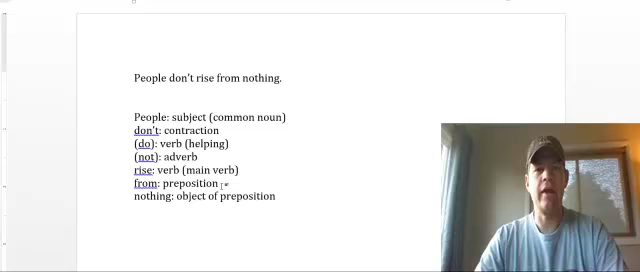 People don't rise from nothing.
People: subject (common noun)
don't: contraction
(do): verb (helping)
(not): adverb
rise: verb (main verb)
from: preposition
nothing: object of preposition